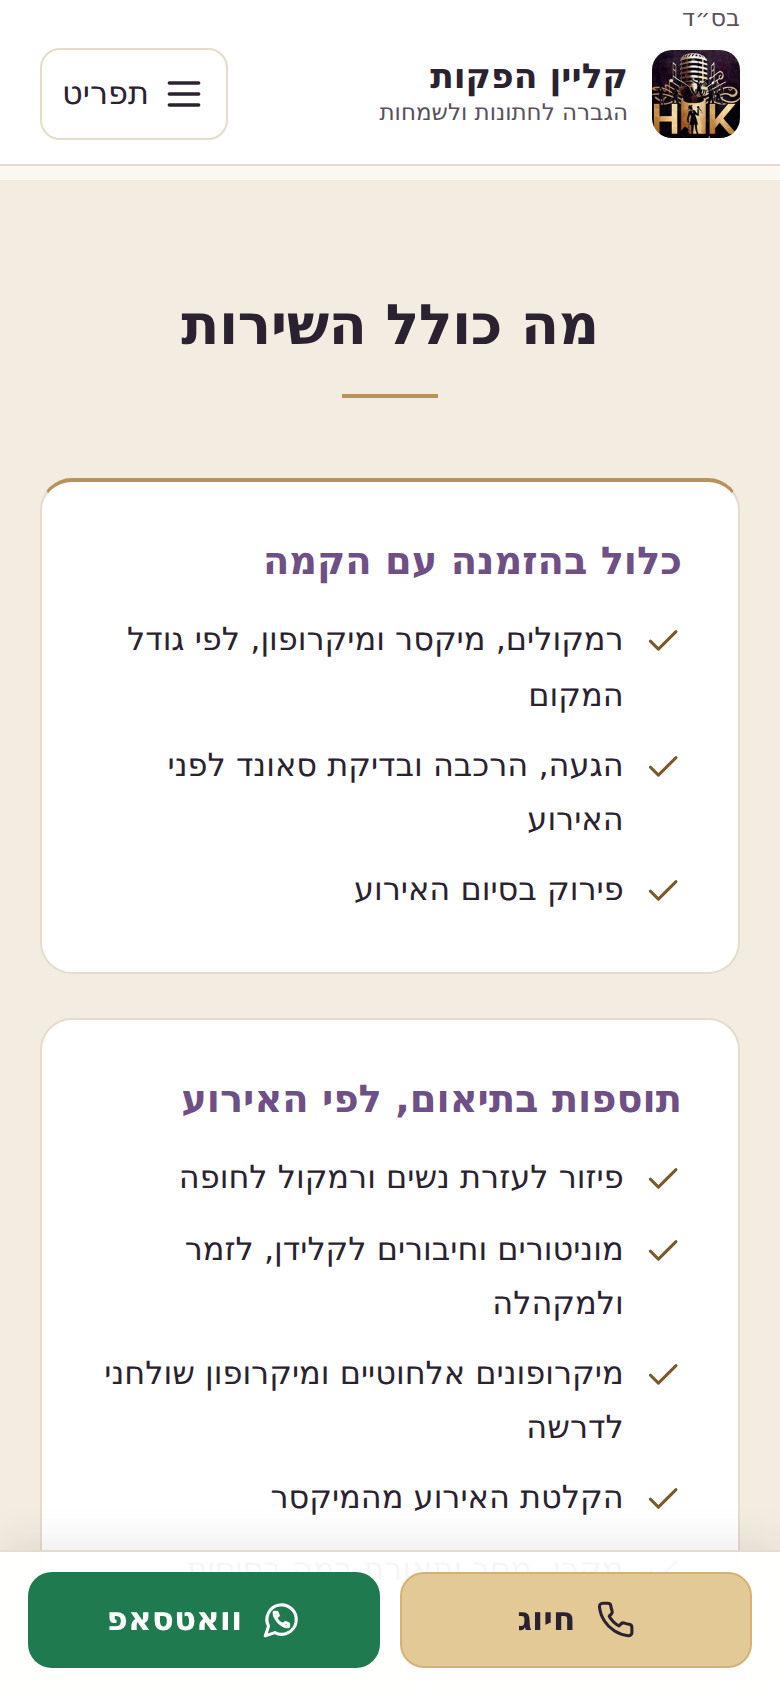 בס״ד
קליין הפקות
הגברה לחתונות ולשמחות
תפריט
מה כולל השירות
כלול בהזמנה עם הקמה
רמקולים, מיקסר ומיקרופון, לפי גודל
המקום
הגעה, הרכבה ובדיקת סאונד לפני
האירוע
פירוק בסיום האירוע
תוספות בתיאום, לפי האירוע
פיזור לעזרת נשים ורמקול לחופה
מוניטורים וחיבורים לקלידן, לזמר
ולמקהלה
מיקרופונים אלחוטיים ומיקרופון שולחני
לדרשה
הקלטת האירוע מהמיקסר
חיוג
וואטסאפ